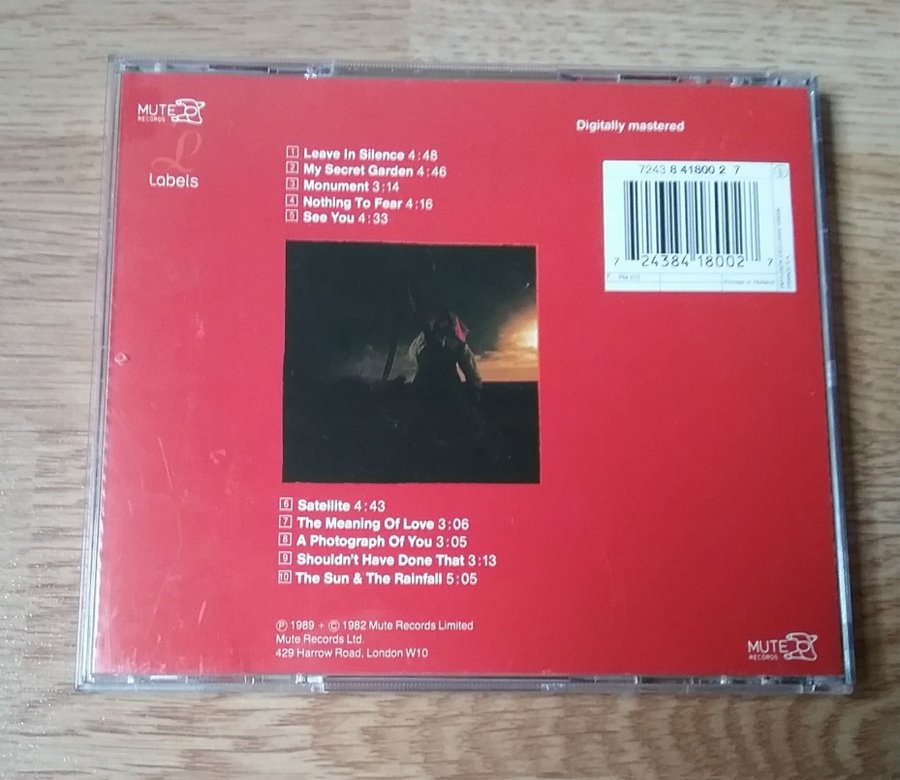 MUTE
RECORDS
L
Labels
Digitally mastered
1 Leave In Silence 4:48
2 My Secret Garden 4:46
3 Monument 3:14
4 Nothing To Fear 4:16
5 See You 4:33
7243 8 41800 2 7
7 24384 18002 7
6 Satellite 4:43
7 The Meaning Of Love 3:06
8 A Photograph Of You 3:05
9 Shouldn't Have Done That 3:13
10 The Sun & The Rainfall 5:05
℗ 1989 + © 1982 Mute Records Limited
Mute Records Ltd.
429 Harrow Road, London W10
MUTE
RECORDS